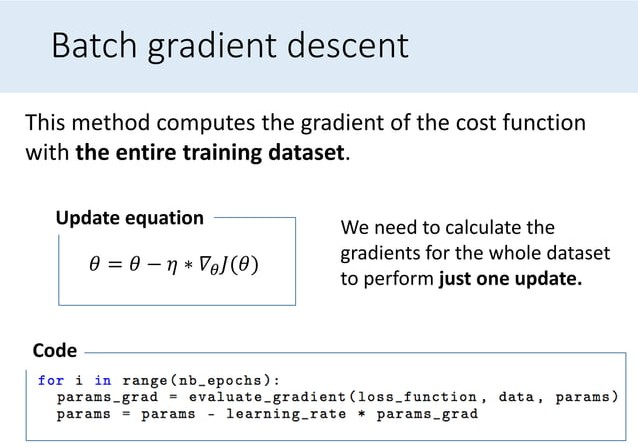 Batch gradient descent
This method computes the gradient of the cost function
with the entire training dataset.
Update equation
θ = θ − η ∗ ∇θJ(θ)
We need to calculate the
gradients for the whole dataset
to perform just one update.
Code
for i in range(nb_epochs):
params_grad = evaluate_gradient(loss_function, data, params)
params = params - learning_rate * params_grad